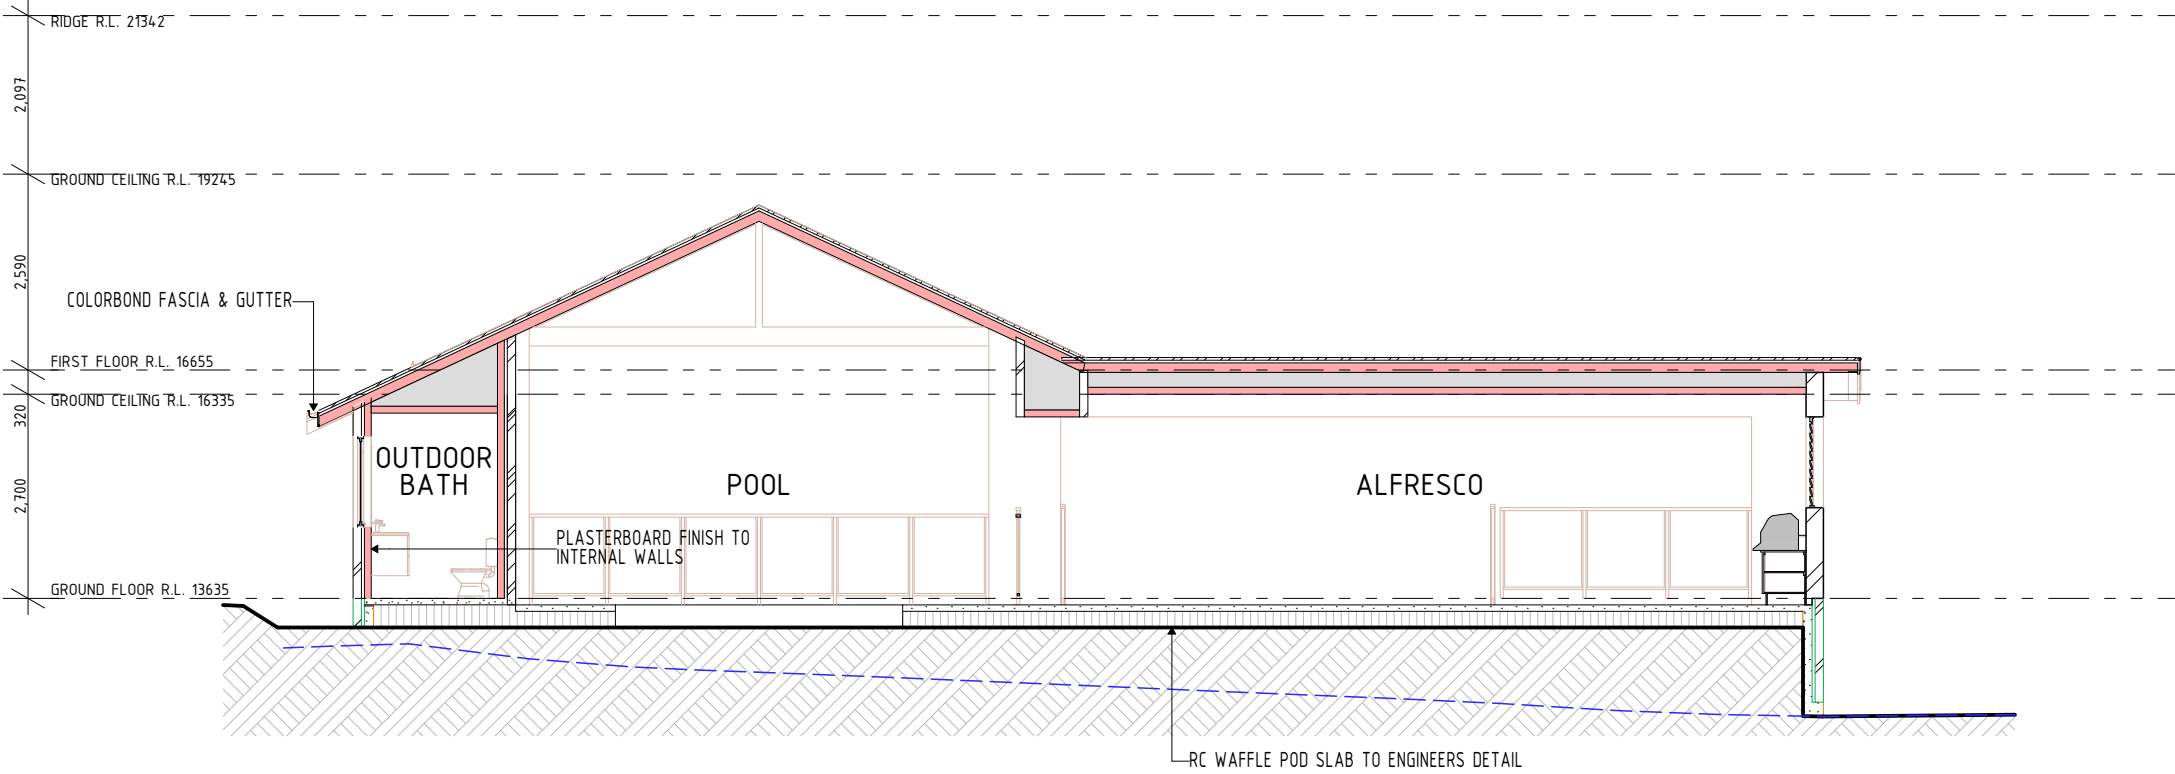 RIDGE R.L. 21342
2,097
GROUND CEILING R.L. 19245
2,590
COLORBOND FASCIA & GUTTER
FIRST FLOOR R.L. 16655
GROUND CEILING R.L. 16335
320
OUTDOOR
BATH
POOL
ALFRESCO
2,700
PLASTERBOARD FINISH TO
INTERNAL WALLS
GROUND FLOOR R.L. 13635
RC WAFFLE POD SLAB TO ENGINEERS DETAIL